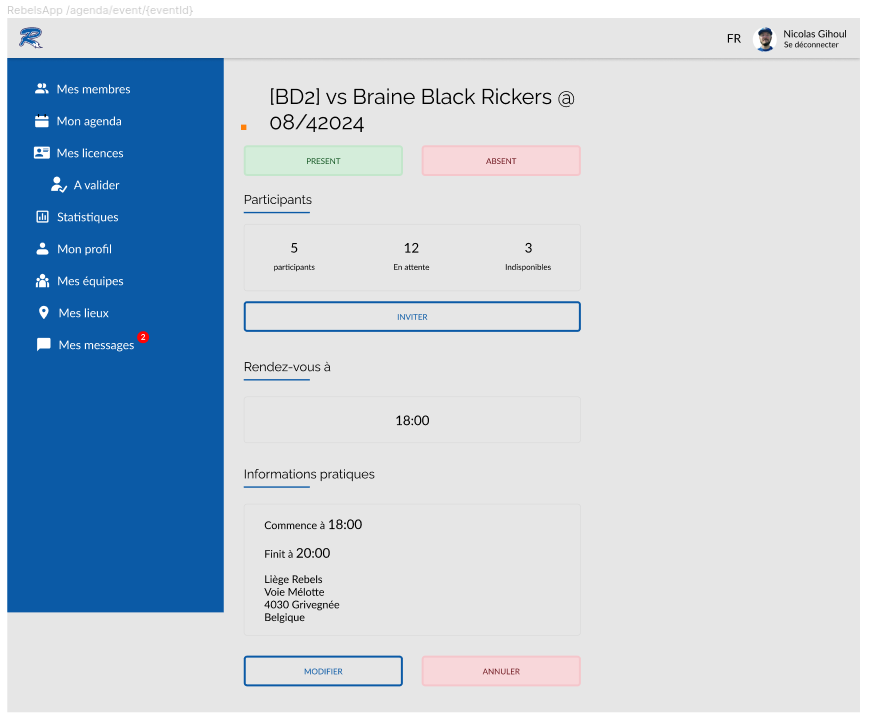 RebelsApp /agenda/event/{eventId}
R
FR
Nicolas Gihoul
Se déconnecter
Mes membres
Mon agenda
Mes licences
A valider
Statistiques
Mon profil
Mes équipes
Mes lieux
Mes messages
2
[BD2] vs Braine Black Rickers @
08/42024
PRESENT
ABSENT
Participants
5
12
3
participants
En attente
Indisponibles
INVITER
Rendez-vous à
18:00
Informations pratiques
Commence à 18:00
Finit à 20:00
Liège Rebels
Voie Mélotte
4030 Grivegnée
Belgique
MODIFIER
ANNULER